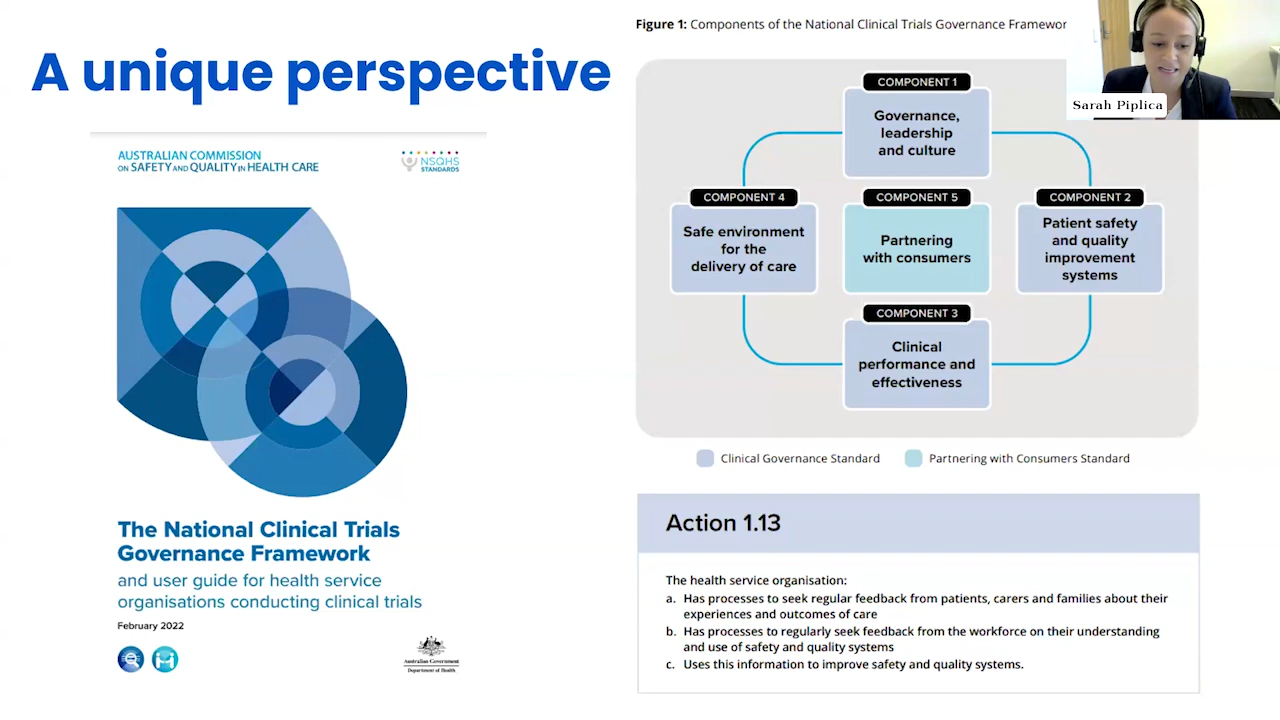 A unique perspective
AUSTRALIAN COMMISSION
ON SAFETY AND QUALITY IN HEALTH CARE
NSQHS
STANDARDS
The National Clinical Trials
Governance Framework
and user guide for health service
organisations conducting clinical trials
February 2022
Australian Government
Department of Health
Figure 1: Components of the National Clinical Trials Governance Framewor
Sarah Piplica
COMPONENT 1
Governance,
leadership
and culture
COMPONENT 4
Safe environment
for the
delivery of care
COMPONENT 5
Partnering
with consumers
COMPONENT 2
Patient safety
and quality
improvement
systems
COMPONENT 3
Clinical
performance and
effectiveness
Clinical Governance Standard
Partnering with Consumers Standard
Action 1.13
The health service organisation:
a. Has processes to seek regular feedback from patients, carers and families about their
experiences and outcomes of care
b. Has processes to regularly seek feedback from the workforce on their understanding
and use of safety and quality systems
c. Uses this information to improve safety and quality systems.